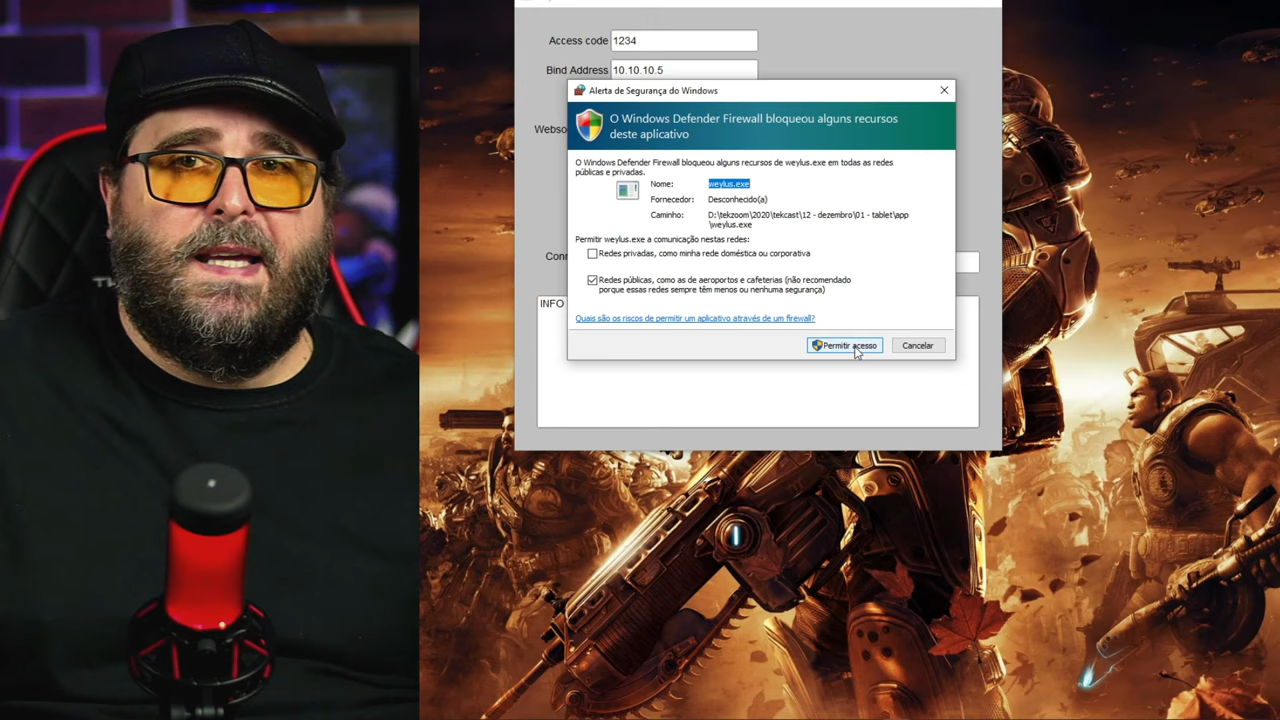 Access code 1234
Bind Address 10.10.10.5
Alerta de Segurança do Windows
O Windows Defender Firewall bloqueou alguns recursos
deste aplicativo
Webso
O Windows Defender Firewall bloqueou alguns recursos de weylus.exe em todas as redes
públicas e privadas.
Nome: weylus.exe
Fornecedor: Desconhecido(a)
Caminho: D:\tekzoom\2020\tekcast\12 - dezembro\01 - tablet\app
\weylus.exe
Permitir weylus.exe a comunicação nestas redes:
Conn
Redes privadas, como minha rede doméstica ou corporativa
Redes públicas, como as de aeroportos e cafeterias (não recomendado
porque essas redes sempre têm menos ou nenhuma segurança)
INFO
Quais são os riscos de permitir um aplicativo através de um firewall?
Permitir acesso Cancelar